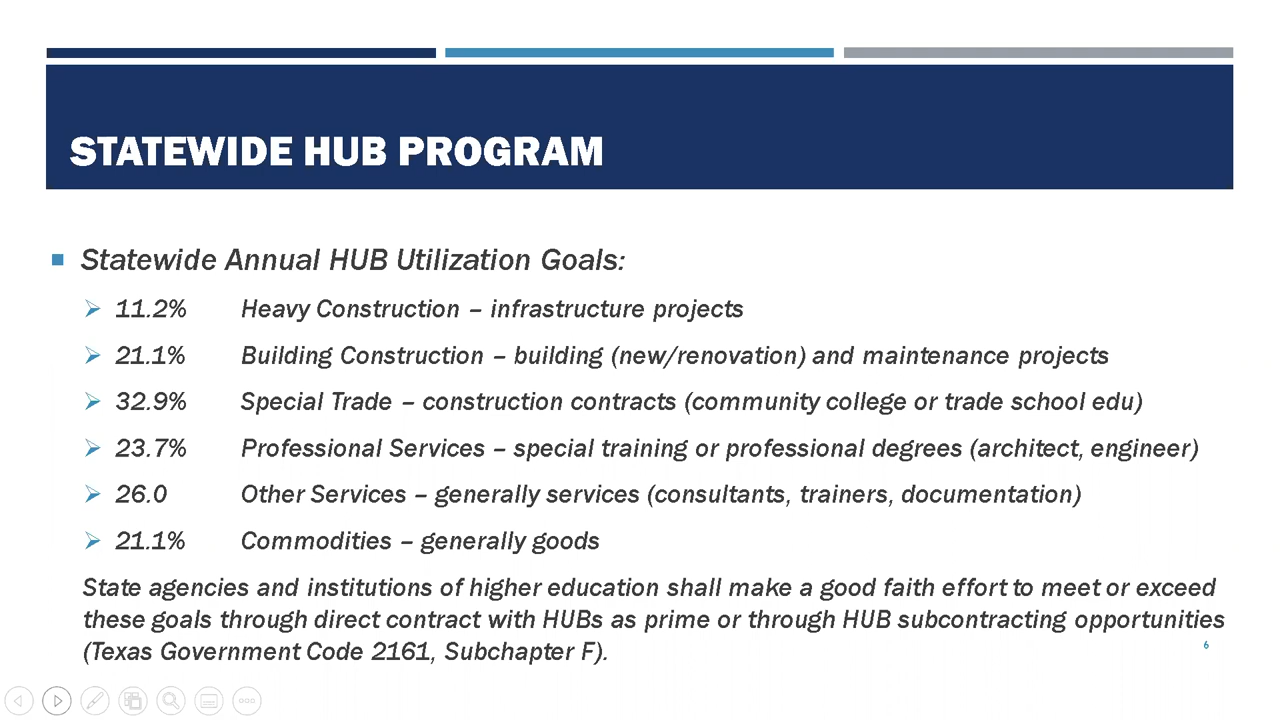 STATEWIDE HUB PROGRAM
Statewide Annual HUB Utilization Goals:
11.2% Heavy Construction – infrastructure projects
21.1% Building Construction – building (new/renovation) and maintenance projects
32.9% Special Trade – construction contracts (community college or trade school edu)
23.7% Professional Services – special training or professional degrees (architect, engineer)
26.0 Other Services – generally services (consultants, trainers, documentation)
21.1% Commodities – generally goods
State agencies and institutions of higher education shall make a good faith effort to meet or exceed
these goals through direct contract with HUBs as prime or through HUB subcontracting opportunities
(Texas Government Code 2161, Subchapter F).
6